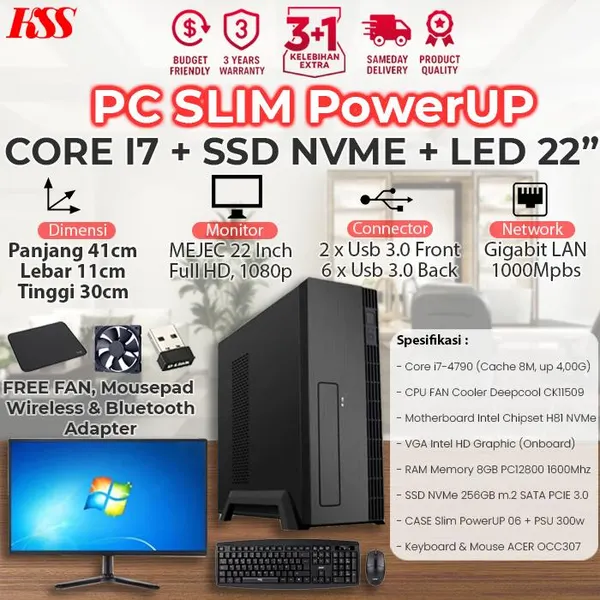 KSS
BUDGET
FRIENDLY
3 YEARS
WARRANTY
3+1
KELEBIHAN
EXTRA
SAMEDAY
DELIVERY
PRODUCT
QUALITY
PC SLIM PowerUP
CORE I7 + SSD NVME + LED 22”
Dimensi
Panjang 41cm
Lebar 11cm
Tinggi 30cm
Monitor
MEJEC 22 Inch
Full HD, 1080p
Connector
2 x Usb 3.0 Front
6 x Usb 3.0 Back
Network
Gigabit LAN
1000Mpbs
FREE FAN, Mousepad
Wireless & Bluetooth
Adapter
Spesifikasi :
- Core i7-4790 (Cache 8M, up 4,00G)
- CPU FAN Cooler Deepcool CK11509
- Motherboard Intel Chipset H81 NVMe
- VGA Intel HD Graphic (Onboard)
- RAM Memory 8GB PC12800 1600Mhz
- SSD NVMe 256GB m.2 SATA PCIE 3.0
- CASE Slim PowerUP 06 + PSU 300w
- Keyboard & Mouse ACER OCC307